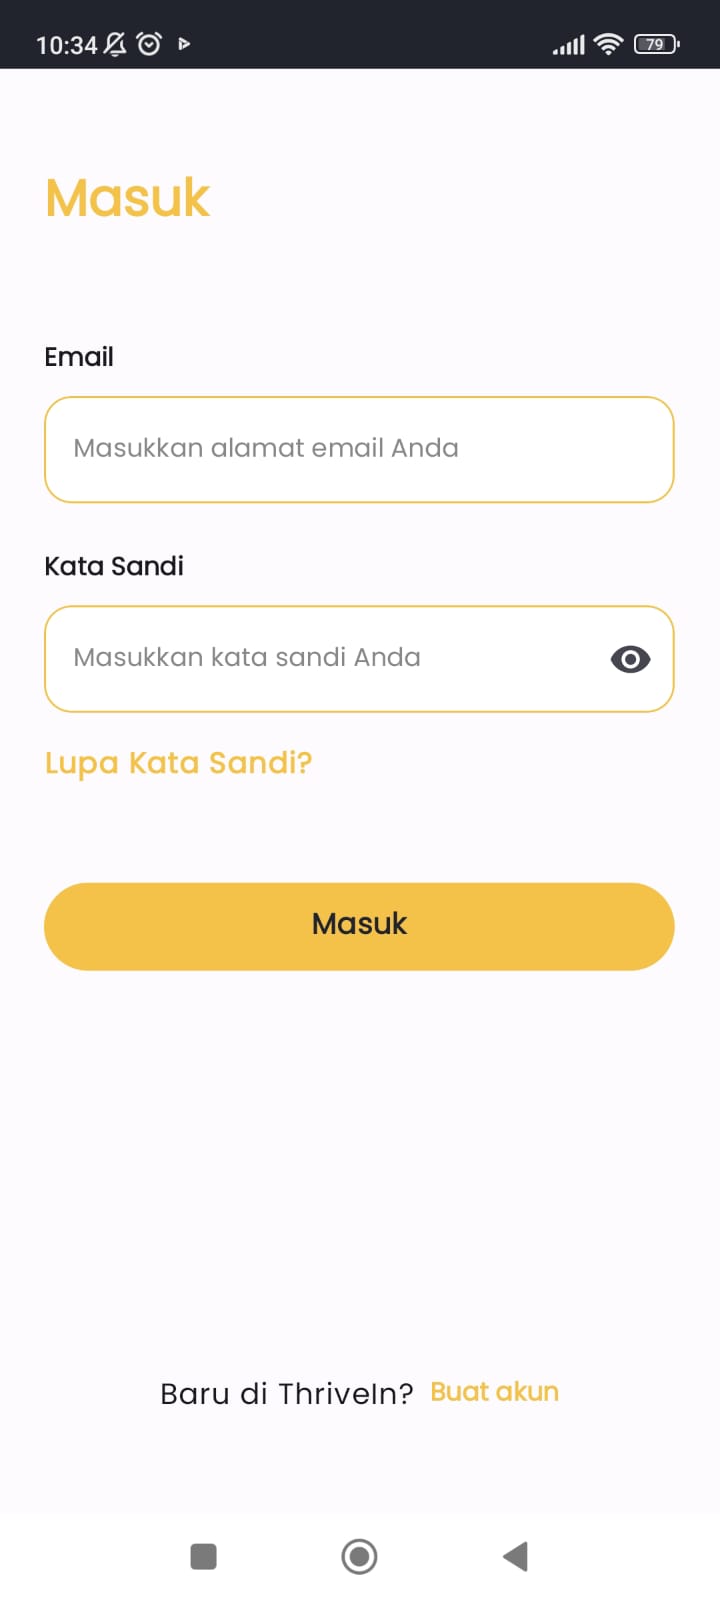 10:34
79
Masuk
Email
Masukkan alamat email Anda
Kata Sandi
Masukkan kata sandi Anda
Lupa Kata Sandi?
Masuk
Baru di ThriveIn? Buat akun